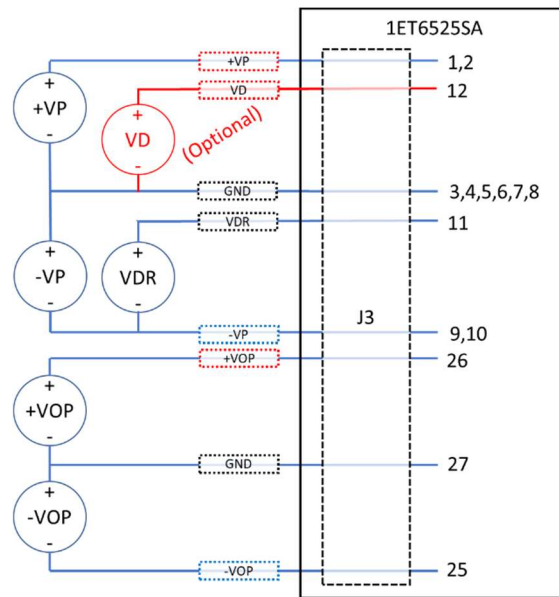 1ET6525SA
+VP
1,2
VD
12
+
+VP
-
+
VD
-
(Optional)
GND
3,4,5,6,7,8
VDR
11
+
-VP
-
+
VDR
-
J3
-VP
9,10
+VOP
26
+
+VOP
-
GND
27
+
-VOP
-
-VOP
25